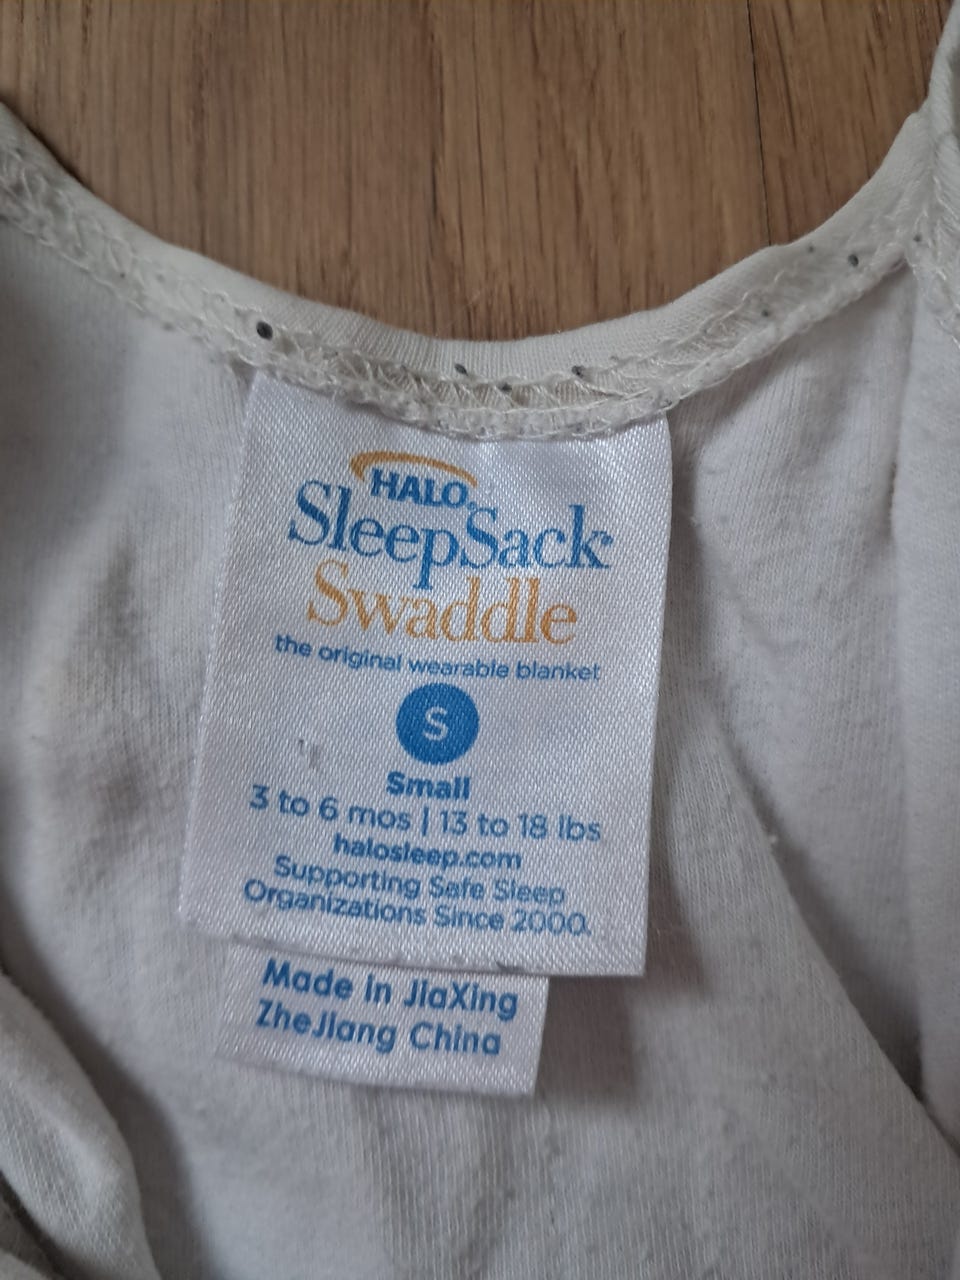 HALO
SleepSack®
Swaddle
the original wearable blanket
S
Small
3 to 6 mos | 13 to 18 lbs
halosleep.com
Supporting Safe Sleep
Organizations Since 2000.
Made in JiaXing
ZheJiang China